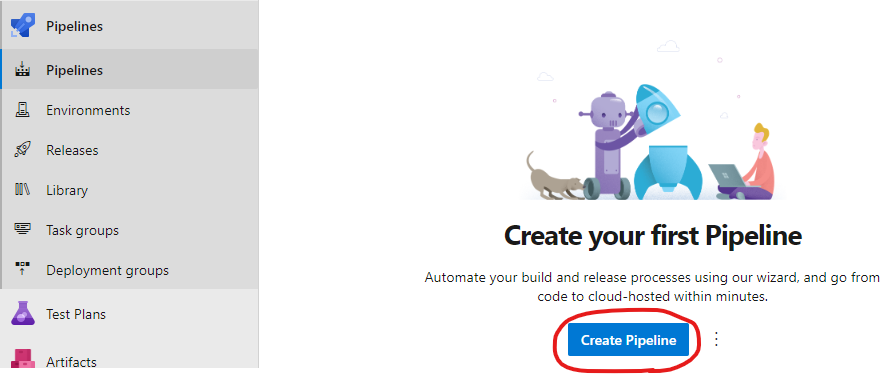 Pipelines
Pipelines
Environments
Releases
Library
Task groups
Deployment groups
Test Plans
Artifacts
Create your first Pipeline
Automate your build and release processes using our wizard, and go from
code to cloud-hosted within minutes.
Create Pipeline